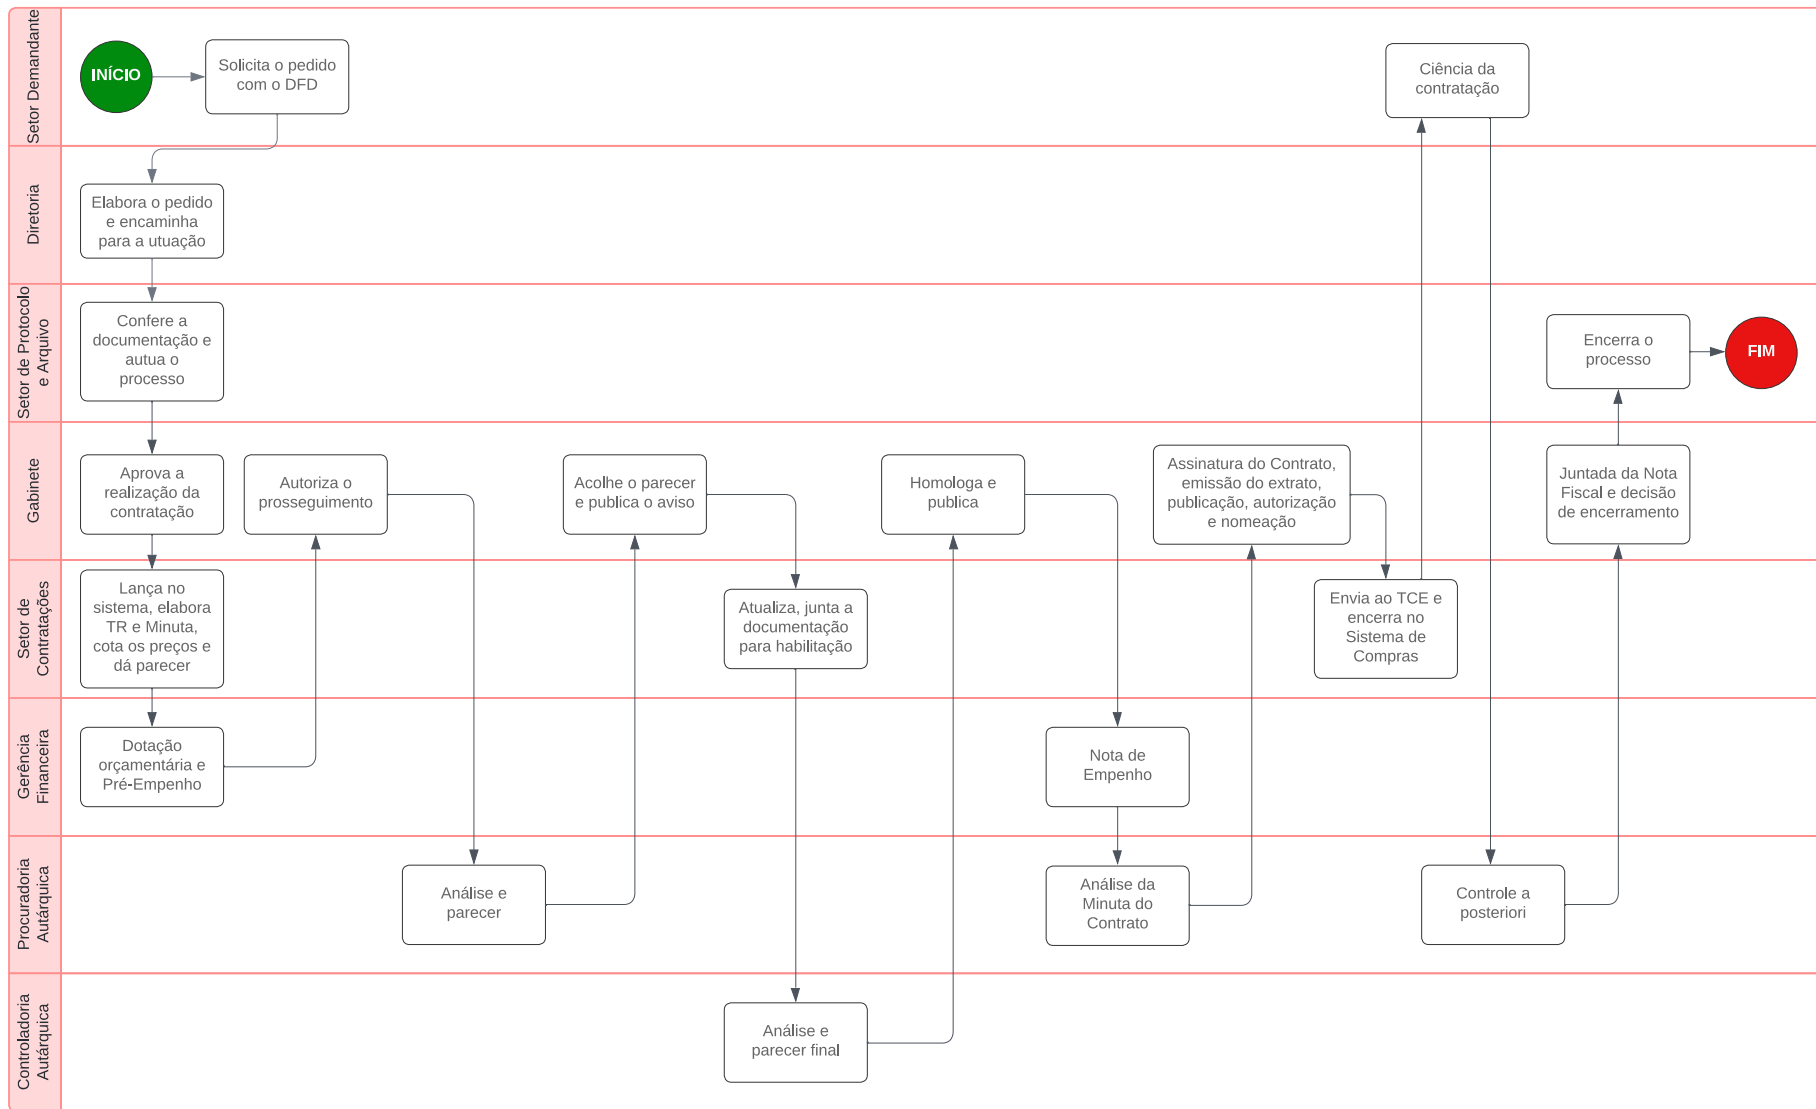 Setor Demandante
INÍCIO
Solicita o pedido
com o DFD
Ciência da
contratação
Diretoria
Elabora o pedido
e encaminha
para a utuação
Setor de Protocolo
e Arquivo
Confere a
documentação e
autua o
processo
Encerra o
processo
FIM
Gabinete
Aprova a
realização da
contratação
Autoriza o
prosseguimento
Acolhe o parecer
e publica o aviso
Homologa e
publica
Assinatura do Contrato,
emissão do extrato,
publicação, autorização
e nomeação
Juntada da Nota
Fiscal e decisão
de encerramento
Setor de
Contratações
Lança no
sistema, elabora
TR e Minuta,
cota os preços e
dá parecer
Atualiza, junta a
documentação
para habilitação
Envia ao TCE e
encerra no
Sistema de
Compras
Gerência
Financeira
Dotação
orçamentária e
Pré-Empenho
Nota de
Empenho
Procuradoria
Autárquica
Análise e
parecer
Análise da
Minuta do
Contrato
Controle a
posteriori
Controladoria
Autárquica
Análise e
parecer final